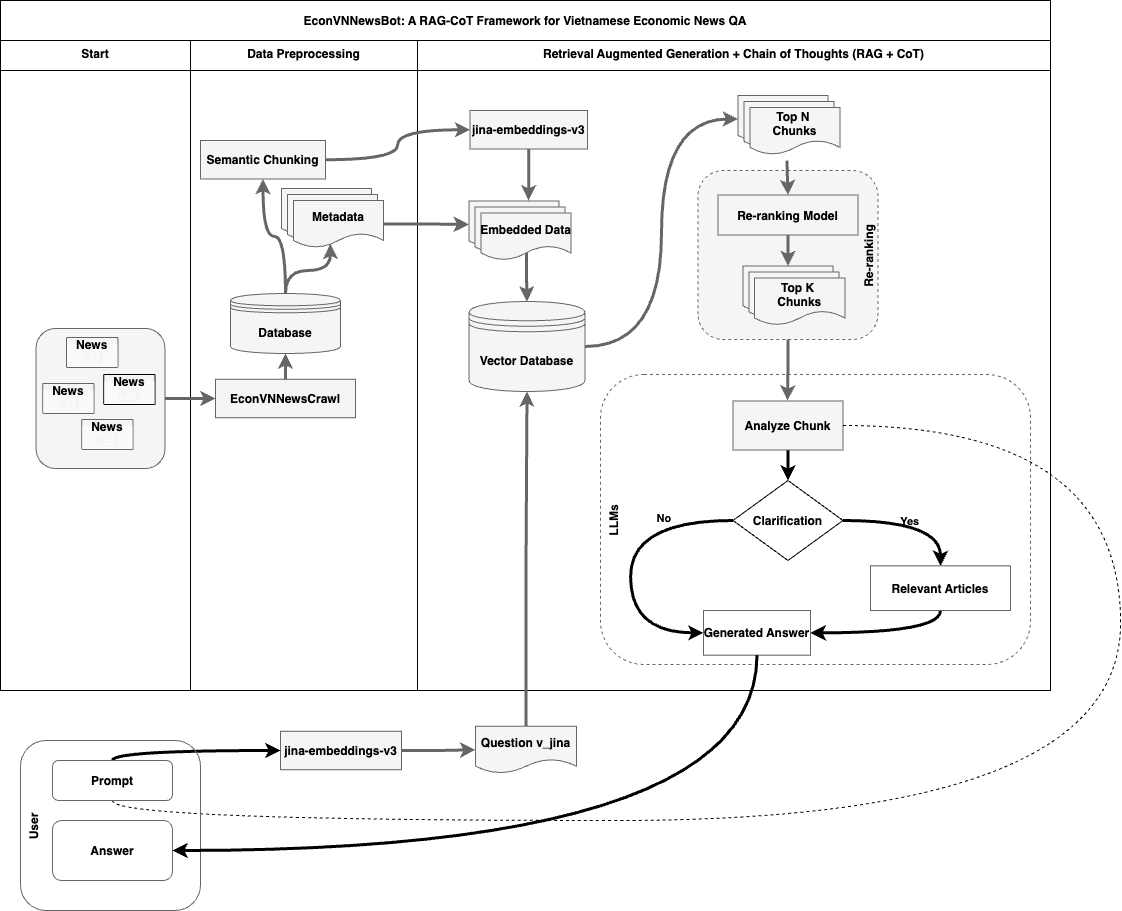 EconVNNewsBot: A RAG-CoT Framework for Vietnamese Economic News QA
Start
Data Preprocessing
Retrieval Augmented Generation + Chain of Thoughts (RAG + CoT)
News
News
News
News
Semantic Chunking
Metadata
Database
EconVNNewsCrawl
jina-embeddings-v3
Embedded Data
Vector Database
Top N
Chunks
Re-ranking Model
Top K
Chunks
Re-ranking
Analyze Chunk
Clarification
No
Yes
LLMs
Relevant Articles
Generated Answer
jina-embeddings-v3
Question v_jina
User
Prompt
Answer